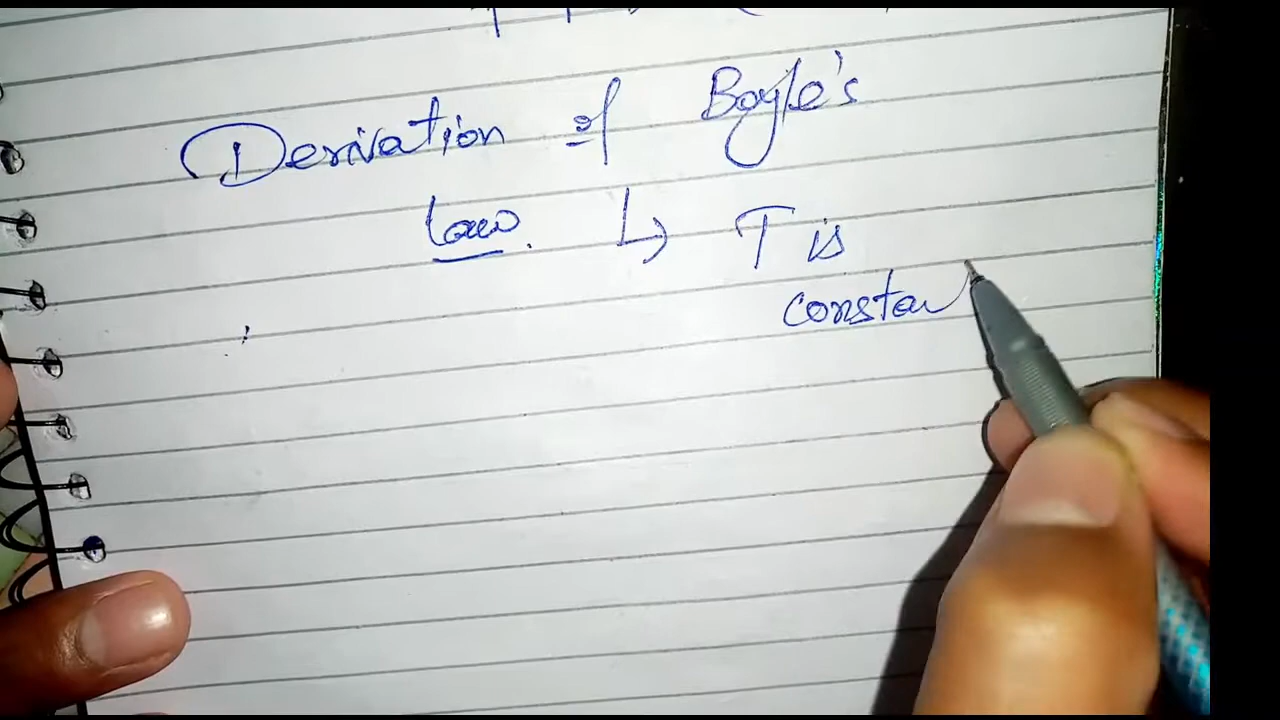 Derivation of Boyle's
law. ↳ T is
constan